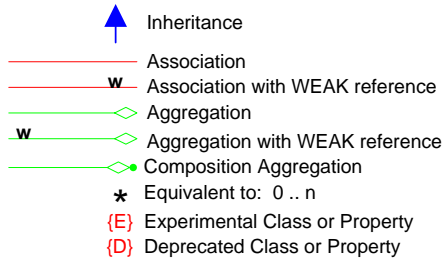 Inheritance
Association
w Association with WEAK reference
Aggregation
w Aggregation with WEAK reference
Composition Aggregation
* Equivalent to: 0 .. n
{E} Experimental Class or Property
{D} Deprecated Class or Property